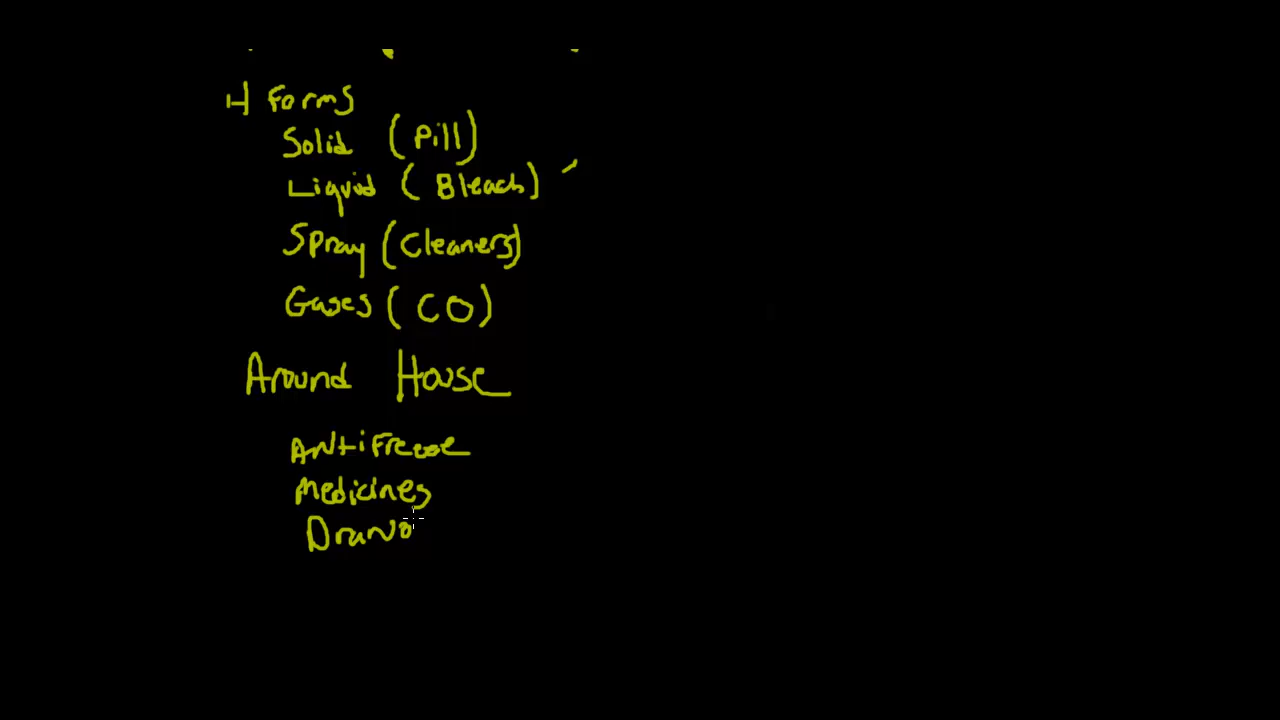 4 Forms
Solid (Pill)
Liquid (Bleach)
Spray (Cleaners)
Gases (CO)
Around House
Antifreeze
Medicines
Drano